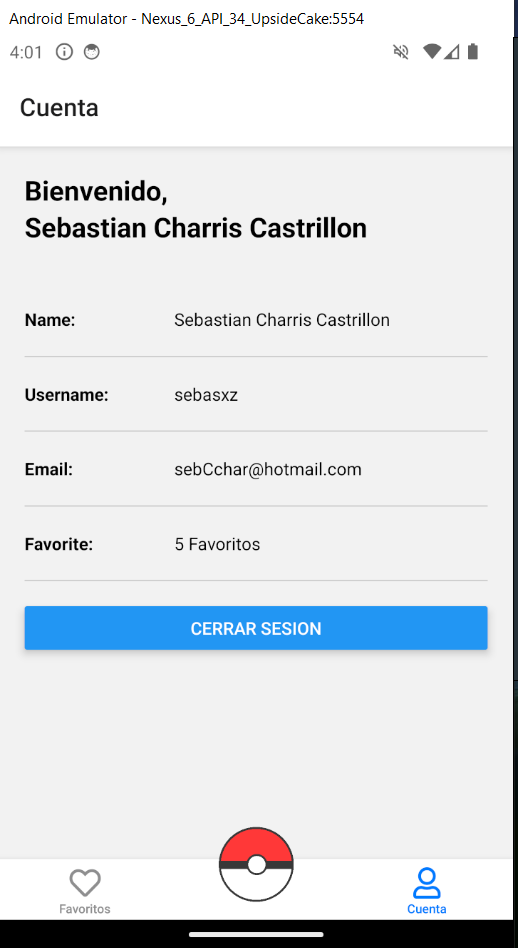 Android Emulator - Nexus_6_API_34_UpsideCake:5554
4:01
Cuenta
Bienvenido,
Sebastian Charris Castrillon
Name: Sebastian Charris Castrillon
Username: sebasxz
Email: sebCchar@hotmail.com
Favorite: 5 Favoritos
CERRAR SESION
Favoritos Cuenta